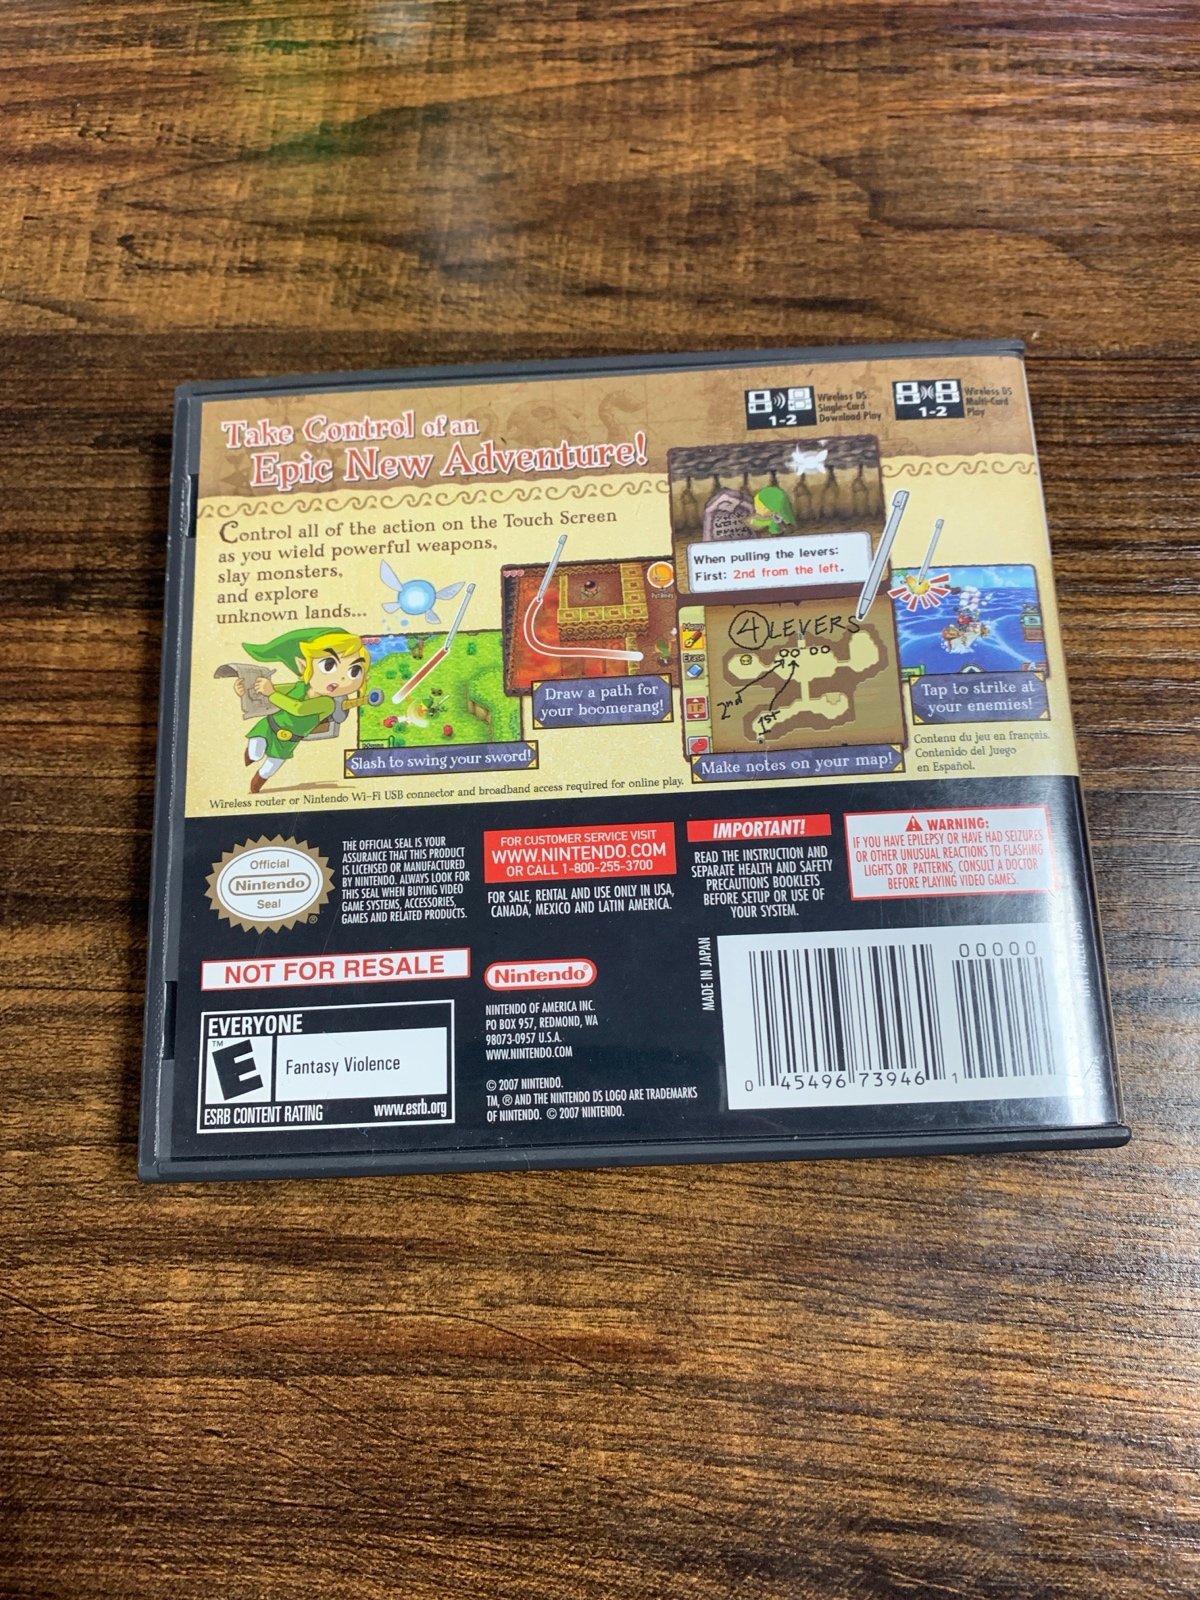 Take Control of an
Epic New Adventure!
1-2
Wireless DS
Single-Card
Download Play
1-2
Wireless DS
Multi-Card
Play
Control all of the action on the Touch Screen
as you wield powerful weapons,
slay monsters,
and explore
unknown lands...
When pulling the levers:
First: 2nd from the left.
Erase
4 LEVERS
2nd
1st
Slash to swing your sword!
Draw a path for
your boomerang!
Make notes on your map!
Tap to strike at
your enemies!
Contenu du jeu en français.
Contenido del Juego
en Español.
Wireless router or Nintendo Wi-Fi USB connector and broadband access required for online play.
Official
Nintendo
Seal
®
THE OFFICIAL SEAL IS YOUR
ASSURANCE THAT THIS PRODUCT
IS LICENSED OR MANUFACTURED
BY NINTENDO. ALWAYS LOOK FOR
THIS SEAL WHEN BUYING VIDEO
GAME SYSTEMS, ACCESSORIES,
GAMES AND RELATED PRODUCTS.
FOR CUSTOMER SERVICE VISIT
WWW.NINTENDO.COM
OR CALL 1-800-255-3700
FOR SALE, RENTAL AND USE ONLY IN USA,
CANADA, MEXICO AND LATIN AMERICA.
IMPORTANT!
READ THE INSTRUCTION AND
SEPARATE HEALTH AND SAFETY
PRECAUTIONS BOOKLETS
BEFORE SETUP OR USE OF
YOUR SYSTEM.
WARNING:
IF YOU HAVE EPILEPSY OR HAVE HAD SEIZURES
OR OTHER UNUSUAL REACTIONS TO FLASHING
LIGHTS OR PATTERNS, CONSULT A DOCTOR
BEFORE PLAYING VIDEO GAMES.
NOT FOR RESALE
Nintendo®
NINTENDO OF AMERICA INC.
PO BOX 957, REDMOND, WA
98073-0957 U.S.A.
WWW.NINTENDO.COM
© 2007 NINTENDO.
TM, ® AND THE NINTENDO DS LOGO ARE TRADEMARKS
OF NINTENDO. © 2007 NINTENDO.
EVERYONE
TM
E
Fantasy Violence
ESRB CONTENT RATING
www.esrb.org
MADE IN JAPAN
00000
0 45496 73946 1